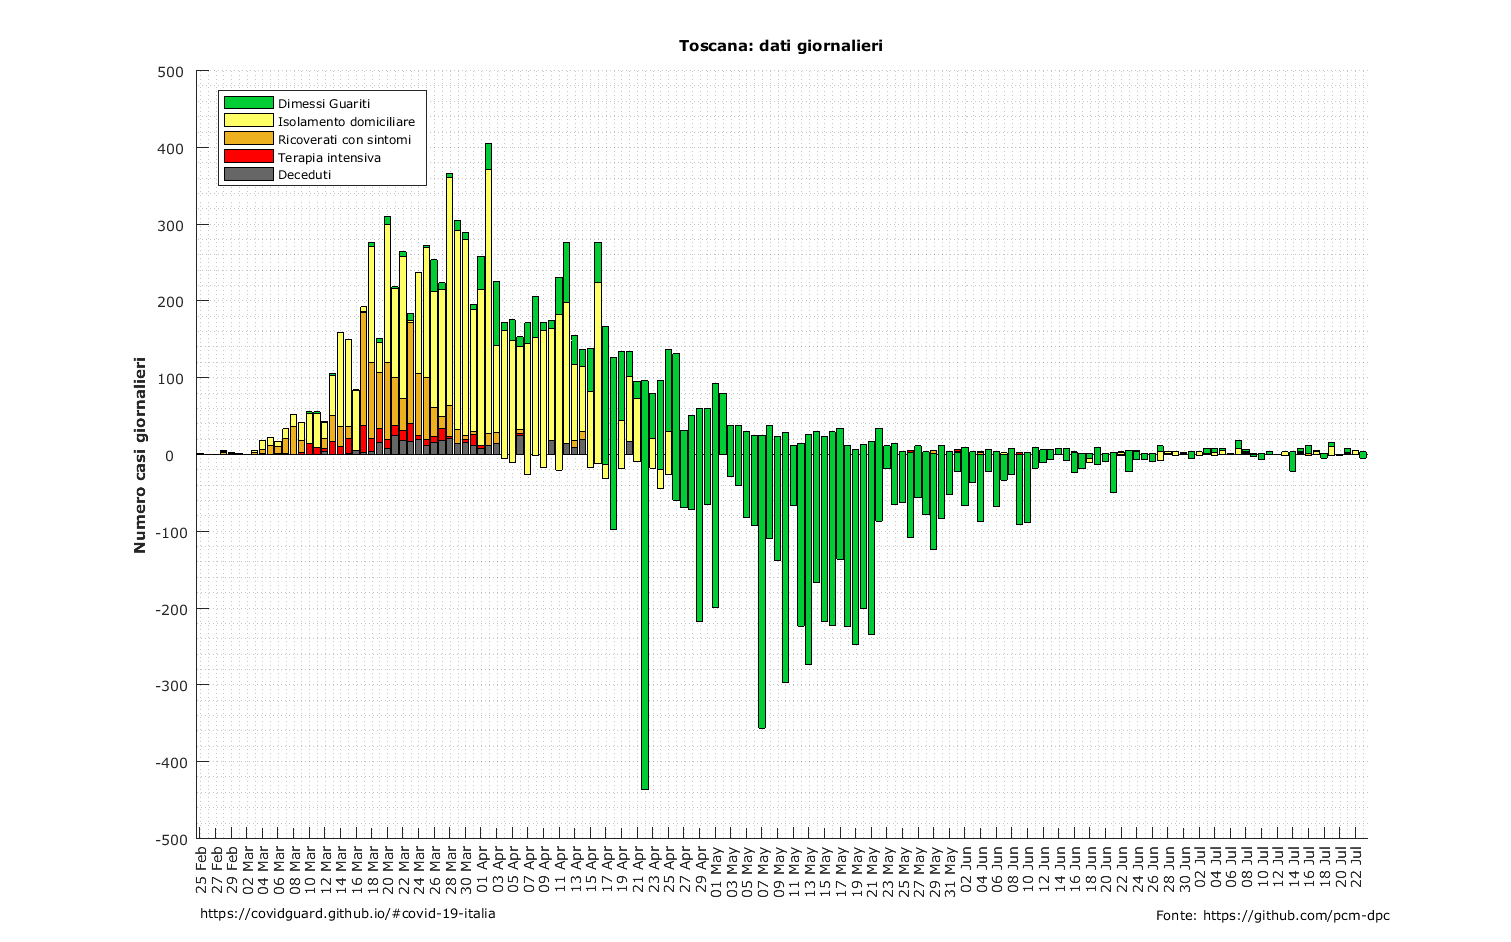 Toscana: dati giornalieri
500
400
300
200
100
0
-100
-200
-300
-400
-500
Numero casi giornalieri
Dimessi Guariti
Isolamento domiciliare
Ricoverati con sintomi
Terapia intensiva
Deceduti
25 Feb
27 Feb
29 Feb
02 Mar
04 Mar
06 Mar
08 Mar
10 Mar
12 Mar
14 Mar
16 Mar
18 Mar
20 Mar
22 Mar
24 Mar
26 Mar
28 Mar
30 Mar
01 Apr
03 Apr
05 Apr
07 Apr
09 Apr
11 Apr
13 Apr
15 Apr
17 Apr
19 Apr
21 Apr
23 Apr
25 Apr
27 Apr
29 Apr
01 May
03 May
05 May
07 May
09 May
11 May
13 May
15 May
17 May
19 May
21 May
23 May
25 May
27 May
29 May
31 May
02 Jun
04 Jun
06 Jun
08 Jun
10 Jun
12 Jun
14 Jun
16 Jun
18 Jun
20 Jun
22 Jun
24 Jun
26 Jun
28 Jun
30 Jun
02 Jul
04 Jul
06 Jul
08 Jul
10 Jul
12 Jul
14 Jul
16 Jul
18 Jul
20 Jul
22 Jul
https://covidguard.github.io/#covid-19-italia
Fonte: https://github.com/pcm-dpc